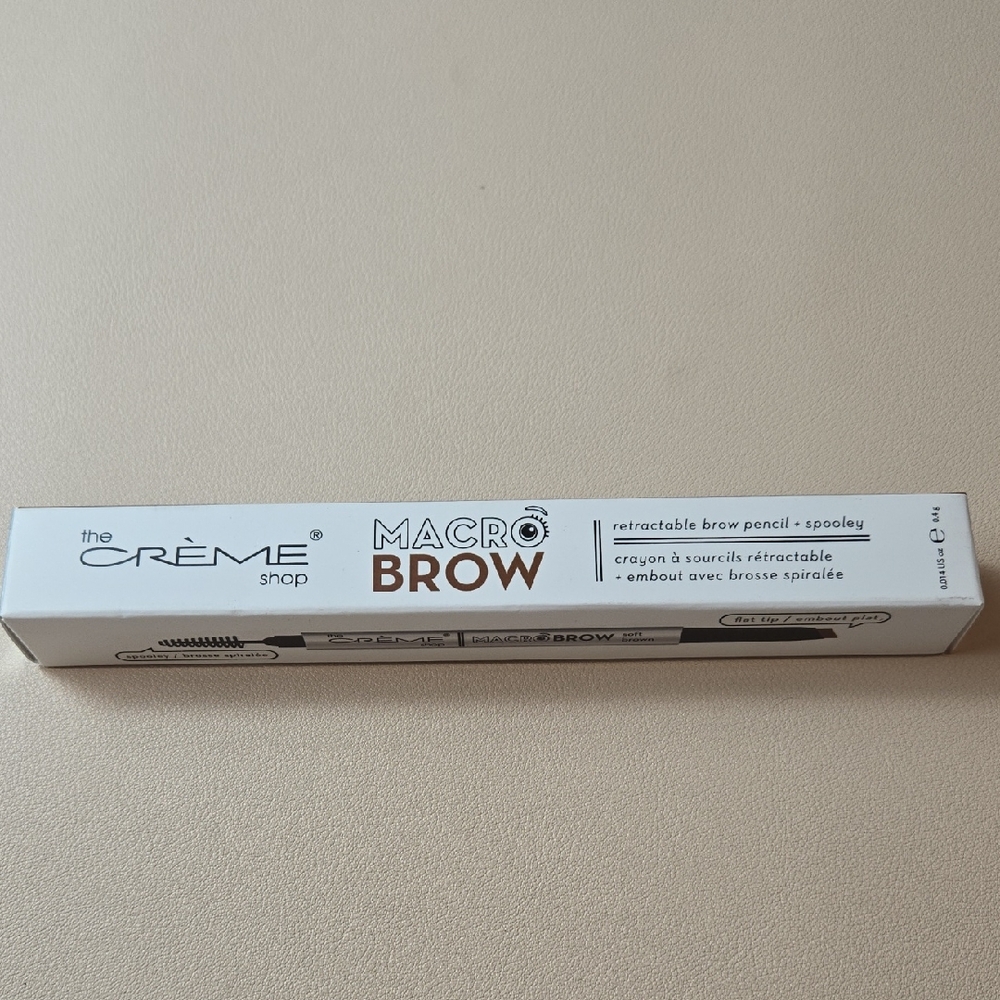 the
CRÈME®
shop
MACRO
BROW
retractable brow pencil + spooley
crayon à sourcils rétractable
+ embout avec brosse spiralée
0.014 US oz ℮ 0.4 g
spooley / brosse spiralée
the
CRÈME®
shop
MACRO BROW
soft
brown
flat tip / embout plat